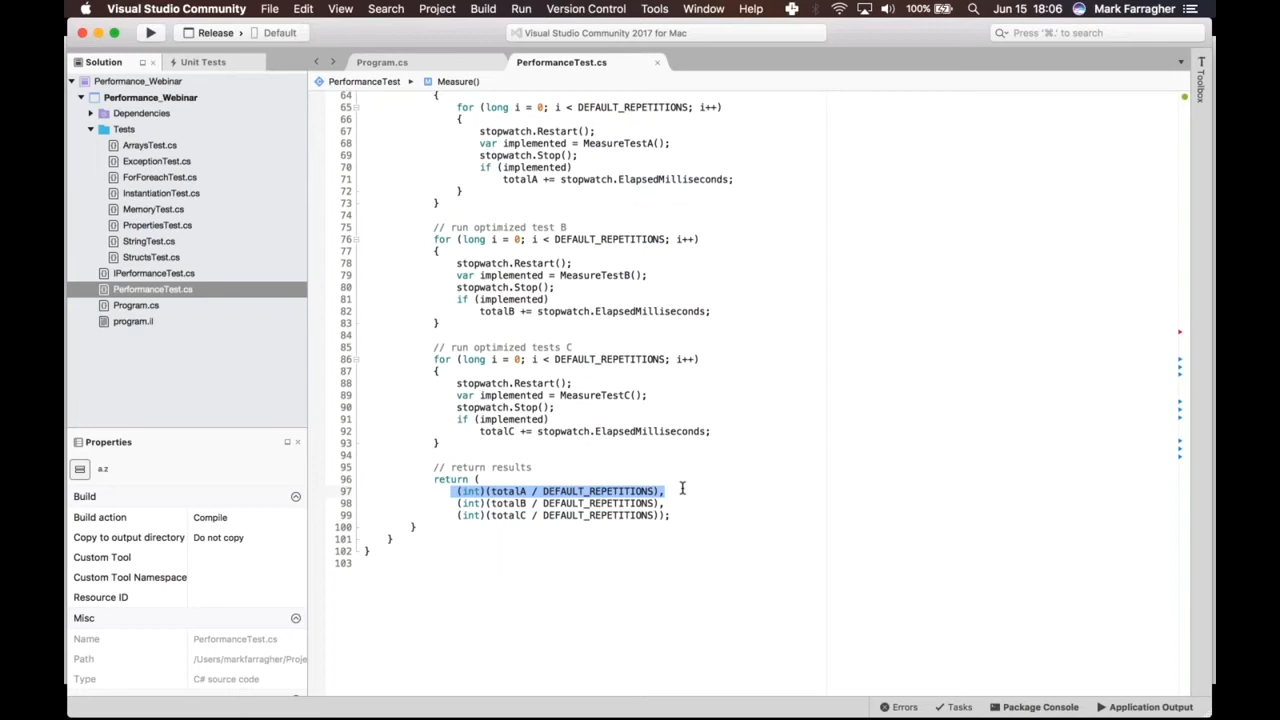 Visual Studio Community File Edit View Search Project Build Run Version Control Tools Window Help 100% Jun 15 18:06 Mark Farragher
Release › Default Visual Studio Community 2017 for Mac Press '⌘.' to search
Solution Unit Tests Program.cs PerformanceTest.cs Toolbox
PerformanceTest ▸ Measure()
Performance_Webinar
Performance_Webinar
Dependencies
Tests
ArraysTest.cs
ExceptionTest.cs
ForForeachTest.cs
InstantiationTest.cs
MemoryTest.cs
PropertiesTest.cs
StringTest.cs
StructsTest.cs
IPerformanceTest.cs
PerformanceTest.cs
Program.cs
program.il
64 {
65 for (long i = 0; i < DEFAULT_REPETITIONS; i++)
66 {
67 stopwatch.Restart();
68 var implemented = MeasureTestA();
69 stopwatch.Stop();
70 if (implemented)
71 totalA += stopwatch.ElapsedMilliseconds;
72 }
73 }
74
75 // run optimized test B
76 for (long i = 0; i < DEFAULT_REPETITIONS; i++)
77 {
78 stopwatch.Restart();
79 var implemented = MeasureTestB();
80 stopwatch.Stop();
81 if (implemented)
82 totalB += stopwatch.ElapsedMilliseconds;
83 }
84
85 // run optimized tests C
86 for (long i = 0; i < DEFAULT_REPETITIONS; i++)
87 {
88 stopwatch.Restart();
89 var implemented = MeasureTestC();
90 stopwatch.Stop();
91 if (implemented)
92 totalC += stopwatch.ElapsedMilliseconds;
93 }
94
95 // return results
96 return (
97 (int)(totalA / DEFAULT_REPETITIONS),
98 (int)(totalB / DEFAULT_REPETITIONS),
99 (int)(totalC / DEFAULT_REPETITIONS));
100 }
101 }
102 }
103
Properties
a.z
Build
Build action Compile
Copy to output directory Do not copy
Custom Tool
Custom Tool Namespace
Resource ID
Misc
Name PerformanceTest.cs
Path /Users/markfarragher/Proje
Type C# source code
Errors Tasks Package Console Application Output